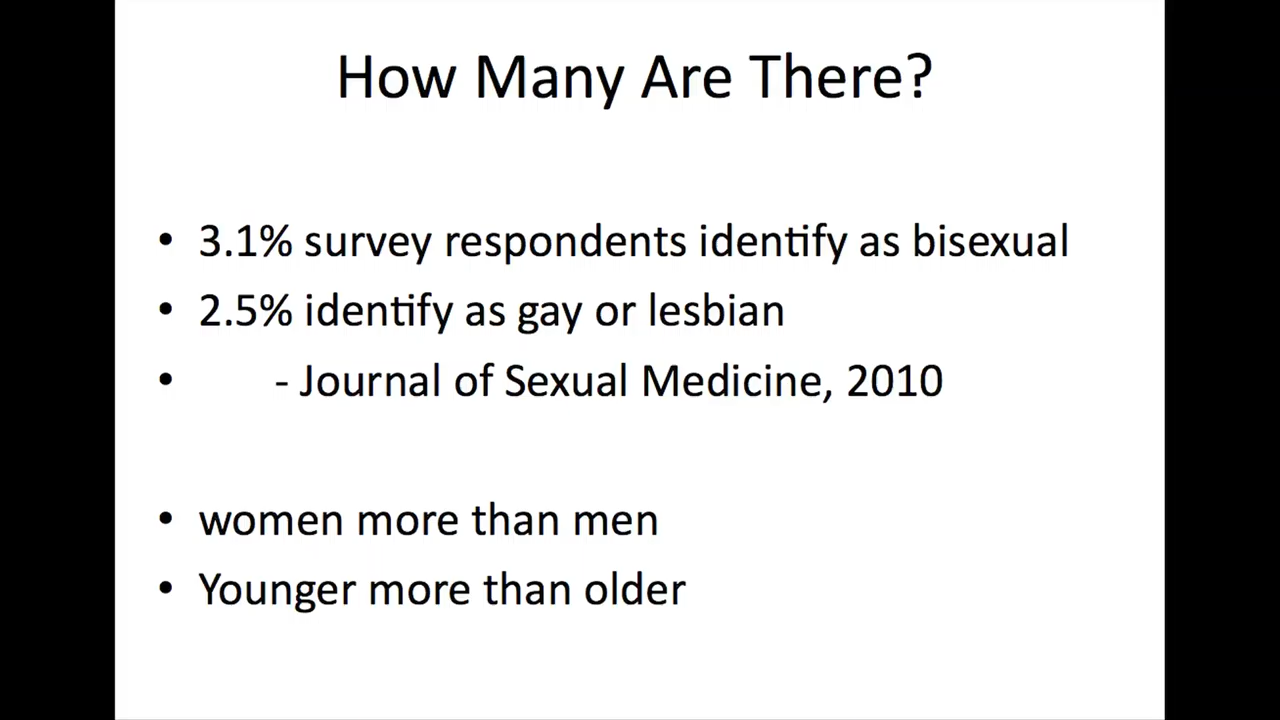 How Many Are There?
• 3.1% survey respondents identify as bisexual
• 2.5% identify as gay or lesbian
• - Journal of Sexual Medicine, 2010
• women more than men
• Younger more than older